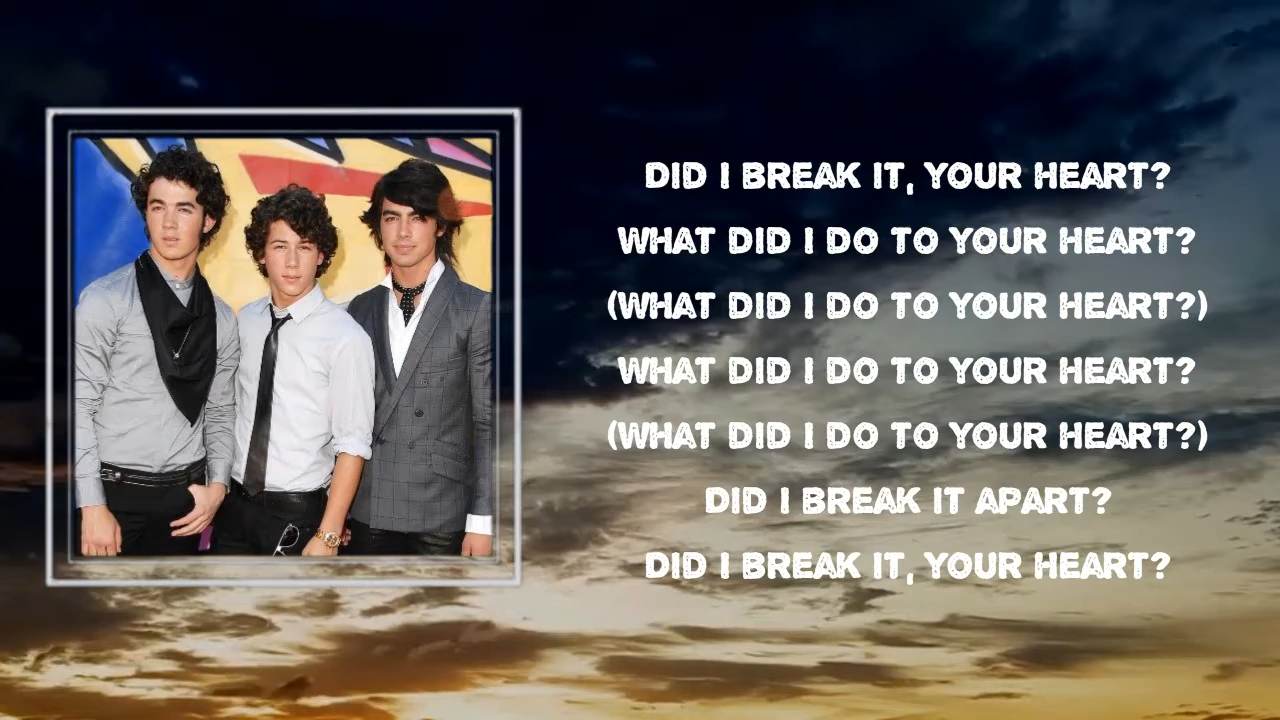 DID I BREAK IT, YOUR HEART?
WHAT DID I DO TO YOUR HEART?
(WHAT DID I DO TO YOUR HEART?)
WHAT DID I DO TO YOUR HEART?
(WHAT DID I DO TO YOUR HEART?)
DID I BREAK IT APART?
DID I BREAK IT, YOUR HEART?